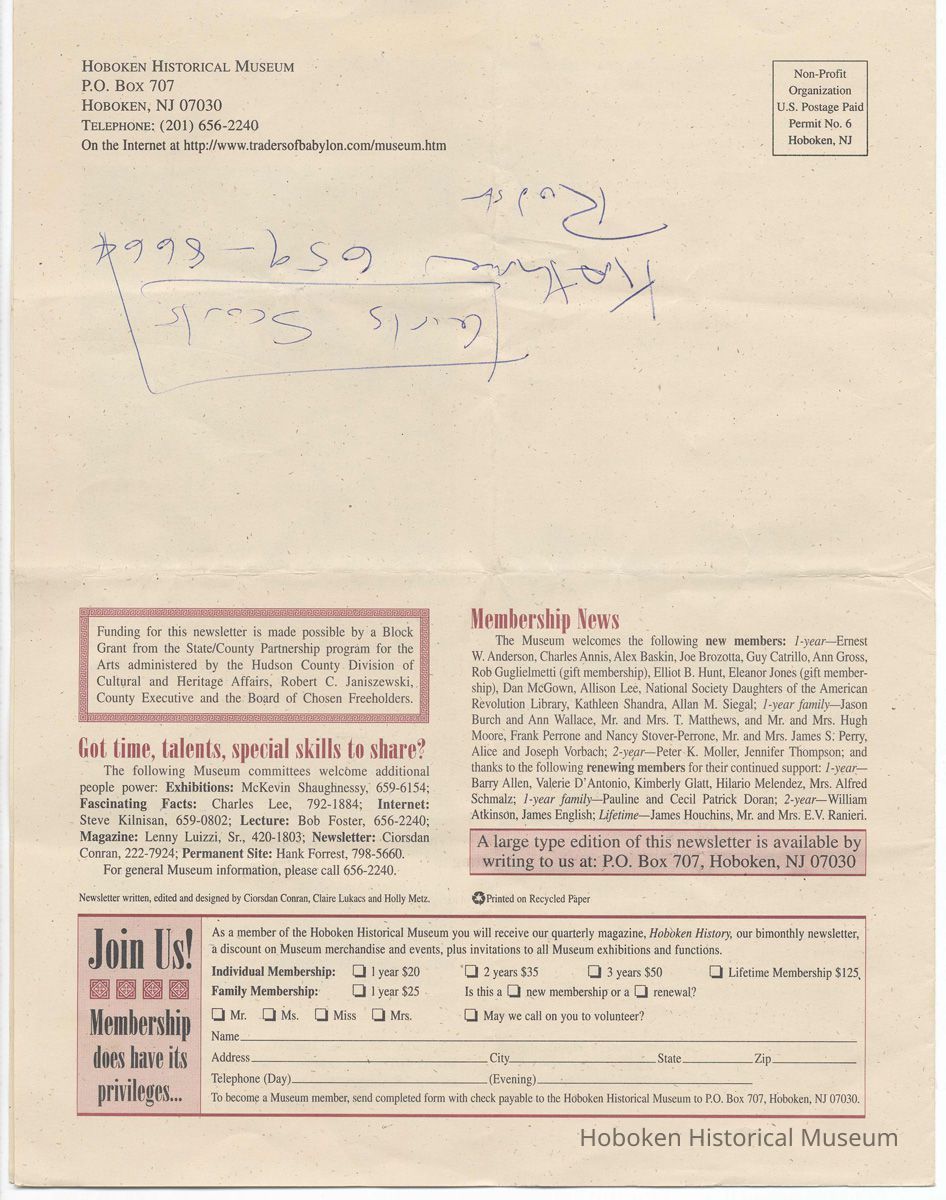 HOBOKEN HISTORICAL MUSEUM
P.O. BOX 707
HOBOKEN, NJ 07030
TELEPHONE: (201) 656-2240
On the Internet at http://www.tradersofbabylon.com/museum.htm
Non-Profit
Organization
U.S. Postage Paid
Permit No. 6
Hoboken, NJ
Girls Scouts
659-8664
Funding for this newsletter is made possible by a Block
Grant from the State/County Partnership program for the
Arts administered by the Hudson County Division of
Cultural and Heritage Affairs, Robert C. Janiszewski,
County Executive and the Board of Chosen Freeholders.
Got time, talents, special skills to share?
The following Museum committees welcome additional
people power: Exhibitions: McKevin Shaughnessy, 659-6154;
Fascinating Facts: Charles Lee, 792-1884; Internet:
Steve Kilnisan, 659-0802; Lecture: Bob Foster, 656-2240;
Magazine: Lenny Luizzi, Sr., 420-1803; Newsletter: Ciorsdan
Conran, 222-7924; Permanent Site: Hank Forrest, 798-5660.
For general Museum information, please call 656-2240.
Newsletter written, edited and designed by Ciorsdan Conran, Claire Lukacs and Holly Metz.
Membership News
The Museum welcomes the following new members: 1-year—Ernest
W. Anderson, Charles Annis, Alex Baskin, Joe Brozotta, Guy Catrillo, Ann Gross,
Rob Guglielmetti (gift membership), Elliot B. Hunt, Eleanor Jones (gift member-
ship), Dan McGown, Allison Lee, National Society Daughters of the American
Revolution Library, Kathleen Shandra, Allan M. Siegal; 1-year family—Jason
Burch and Ann Wallace, Mr. and Mrs. T. Matthews, and Mr. and Mrs. Hugh
Moore, Frank Perrone and Nancy Stover-Perrone, Mr. and Mrs. James S. Perry,
Alice and Joseph Vorbach; 2-year—Peter K. Moller, Jennifer Thompson; and
thanks to the following renewing members for their continued support: 1-year—
Barry Allen, Valerie D'Antonio, Kimberly Glatt, Hilario Melendez, Mrs. Alfred
Schmalz; 1-year family—Pauline and Cecil Patrick Doran; 2-year—William
Atkinson, James English; Lifetime—James Houchins, Mr. and Mrs. E.V. Ranieri.
A large type edition of this newsletter is available by
writing to us at: P.O. Box 707, Hoboken, NJ 07030
Printed on Recycled Paper
Join Us!
Membership
does have its
privileges...
As a member of the Hoboken Historical Museum you will receive our quarterly magazine, Hoboken History, our bimonthly newsletter,
a discount on Museum merchandise and events, plus invitations to all Museum exhibitions and functions.
Individual Membership: ❏ 1 year $20 ❏ 2 years $35 ❏ 3 years $50 ❏ Lifetime Membership $125
Family Membership: ❏ 1 year $25 Is this a ❏ new membership or a ❏ renewal?
❏ Mr. ❏ Ms. ❏ Miss ❏ Mrs. ❏ May we call on you to volunteer?
Name
Address City State Zip
Telephone (Day) (Evening)
To become a Museum member, send completed form with check payable to the Hoboken Historical Museum to P.O. Box 707, Hoboken, NJ 07030.
Hoboken Historical Museum